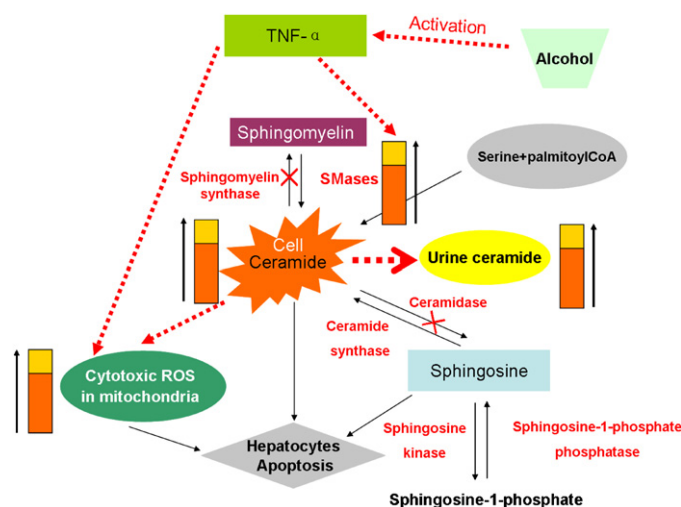 Activation
TNF-α
Alcohol
Sphingomyelin
Serine+palmitoylCoA
Sphingomyelin
synthase
SMases
Cell
Ceramide
Urine ceramide
Ceramidase
Ceramide
synthase
Cytotoxic ROS
in mitochondria
Sphingosine
Hepatocytes
Apoptosis
Sphingosine
kinase
Sphingosine-1-phosphate
phosphatase
Sphingosine-1-phosphate